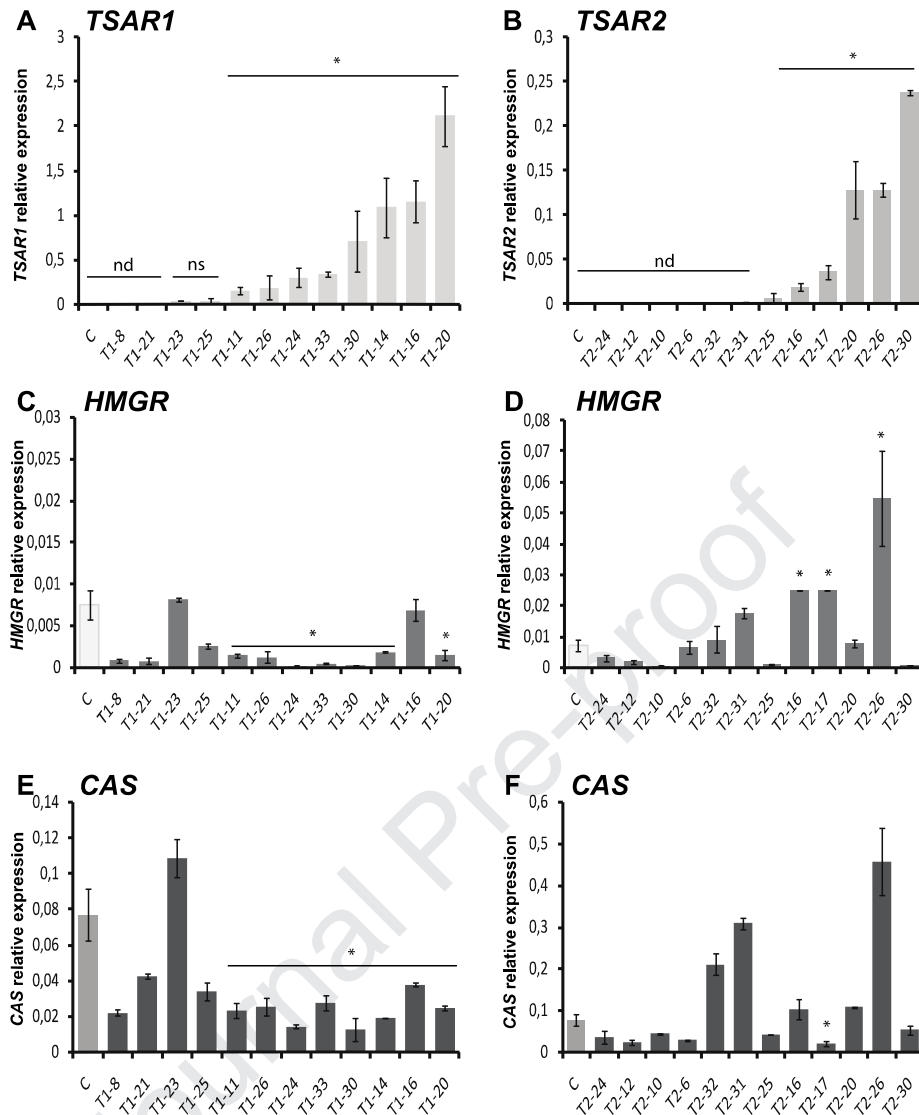 A TSAR1
3
2,5
2
1,5
1
0,5
0
TSAR1 relative expression
nd
ns
*
C T1-8 T1-21 T1-23 T1-25 T1-11 T1-26 T1-24 T1-33 T1-30 T1-14 T1-16 T1-20
B TSAR2
0,3
0,25
0,2
0,15
0,1
0,05
0
TSAR2 relative expression
nd
*
C T2-24 T2-12 T2-10 T2-6 T2-32 T2-31 T2-25 T2-16 T2-17 T2-20 T2-26 T2-30
C HMGR
0,03
0,025
0,02
0,015
0,01
0,005
0
HMGR relative expression
*
*
C T1-8 T1-21 T1-23 T1-25 T1-11 T1-26 T1-24 T1-33 T1-30 T1-14 T1-16 T1-20
D HMGR
0,08
0,07
0,06
0,05
0,04
0,03
0,02
0,01
0
HMGR relative expression
* * *
C T2-24 T2-12 T2-10 T2-6 T2-32 T2-31 T2-25 T2-16 T2-17 T2-20 T2-26 T2-30
E CAS
0,14
0,12
0,1
0,08
0,06
0,04
0,02
0
CAS relative expression
*
C T1-8 T1-21 T1-23 T1-25 T1-11 T1-26 T1-24 T1-33 T1-30 T1-14 T1-16 T1-20
F CAS
0,6
0,5
0,4
0,3
0,2
0,1
0
CAS relative expression
*
C T2-24 T2-12 T2-10 T2-6 T2-32 T2-31 T2-25 T2-16 T2-17 T2-20 T2-26 T2-30
Journal Pre-proof